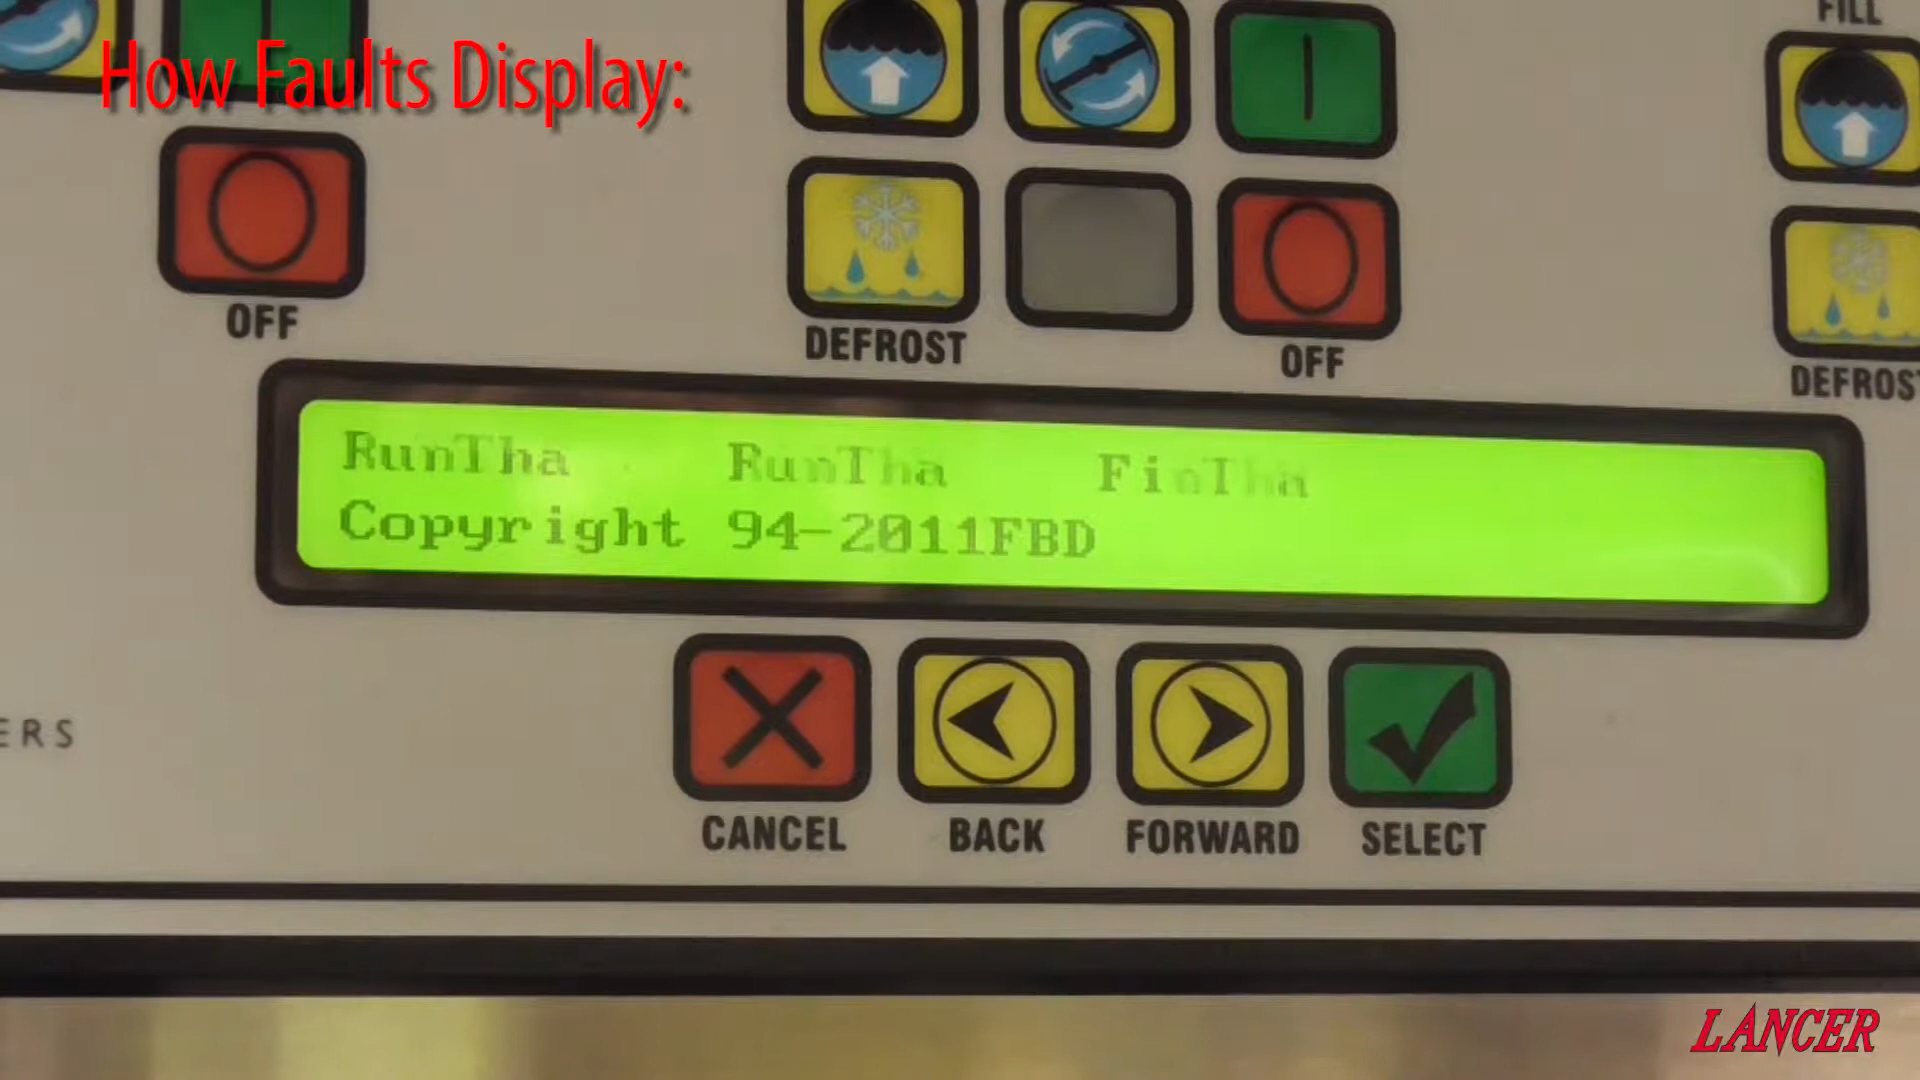 How Faults Display:
FILL
OFF
DEFROST
OFF
DEFROST
RunTha RunTha FinTha
Copyright 94-2011FBD
ERS
CANCEL BACK FORWARD SELECT
LANCER